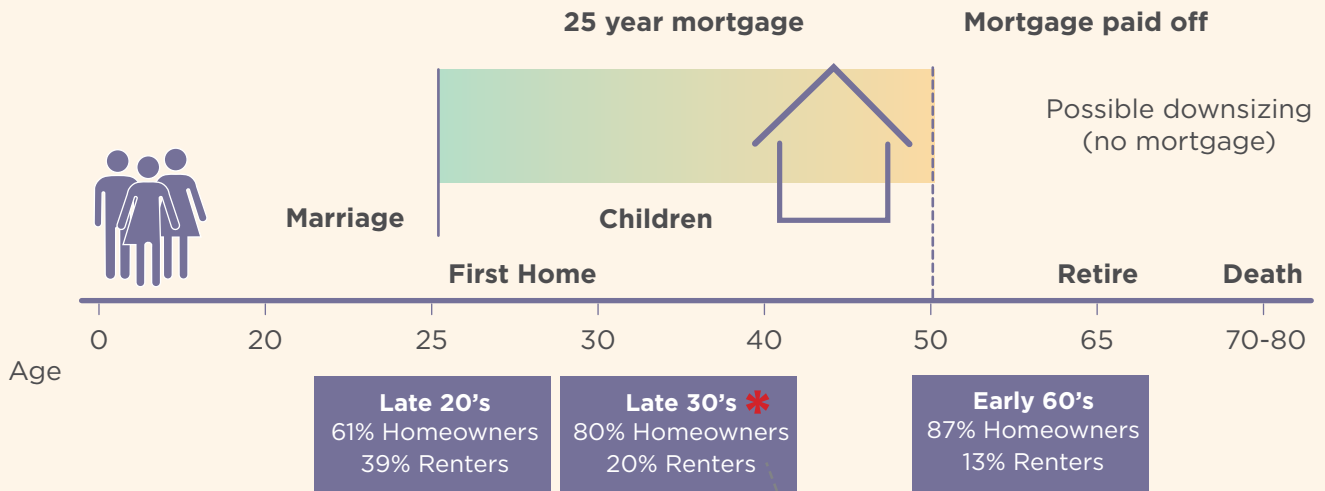 25 year mortgage
Mortgage paid off
Possible downsizing
(no mortgage)
Marriage
Children
First Home
Retire
Death
0
20
25
30
40
50
65
70-80
Age
Late 20's
61% Homeowners
39% Renters
Late 30's *
80% Homeowners
20% Renters
Early 60's
87% Homeowners
13% Renters